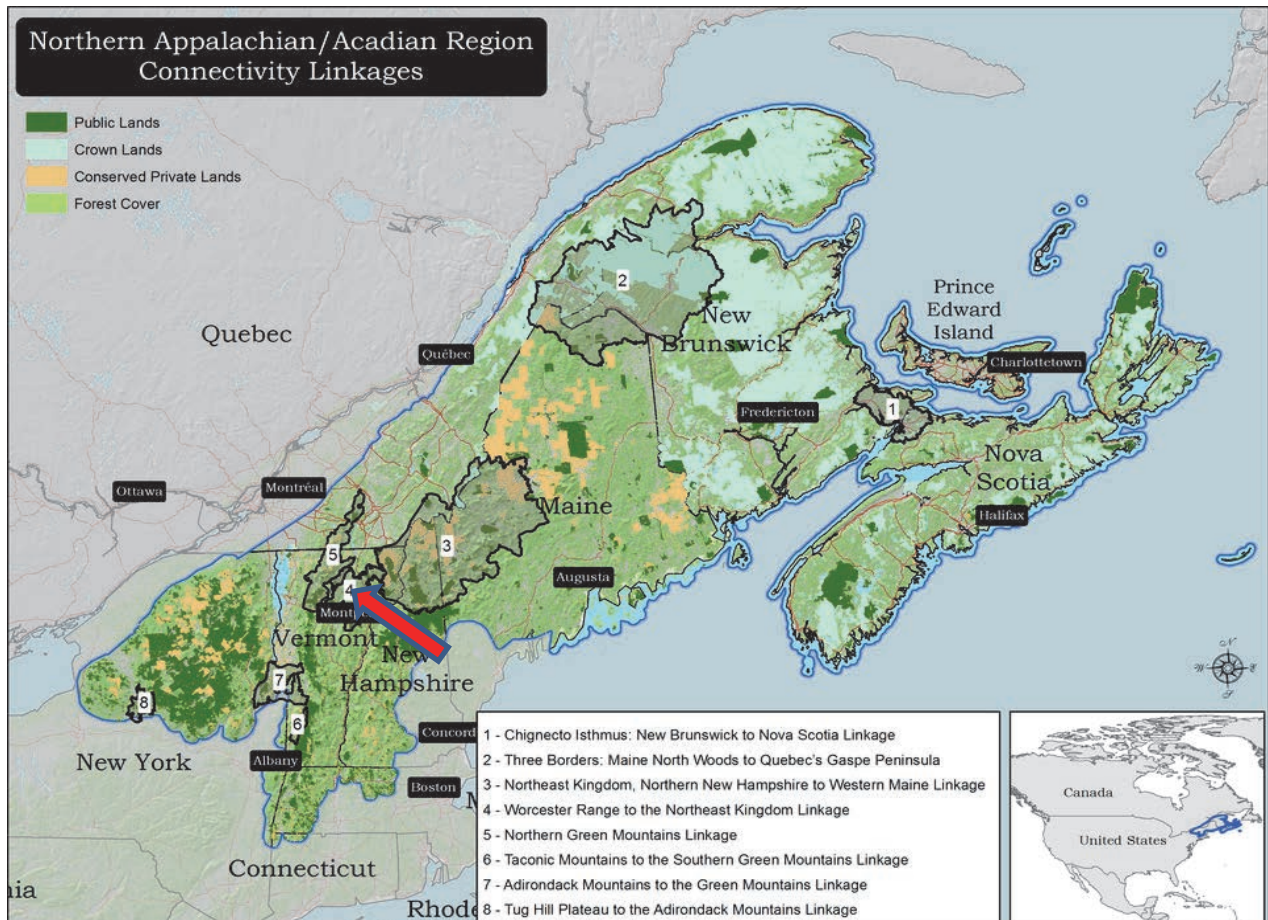 Northern Appalachian/Acadian Region
Connectivity Linkages
Public Lands
Crown Lands
Conserved Private Lands
Forest Cover
Quebec
Québec
Ottawa
Montréal
2
New
Brunswick
Prince
Edward
Island
Charlottetown
Fredericton
1
Nova
Scotia
Halifax
Maine
3
5
4
Augusta
Vermont
New
Hampshire
7
8
6
New York
Albany
Concord
Boston
Connecticut
N
W E
S
1 - Chignecto Isthmus: New Brunswick to Nova Scotia Linkage
2 - Three Borders: Maine North Woods to Quebec's Gaspe Peninsula
3 - Northeast Kingdom, Northern New Hampshire to Western Maine Linkage
4 - Worcester Range to the Northeast Kingdom Linkage
5 - Northern Green Mountains Linkage
6 - Taconic Mountains to the Southern Green Mountains Linkage
7 - Adirondack Mountains to the Green Mountains Linkage
8 - Tug Hill Plateau to the Adirondack Mountains Linkage
Canada
United States